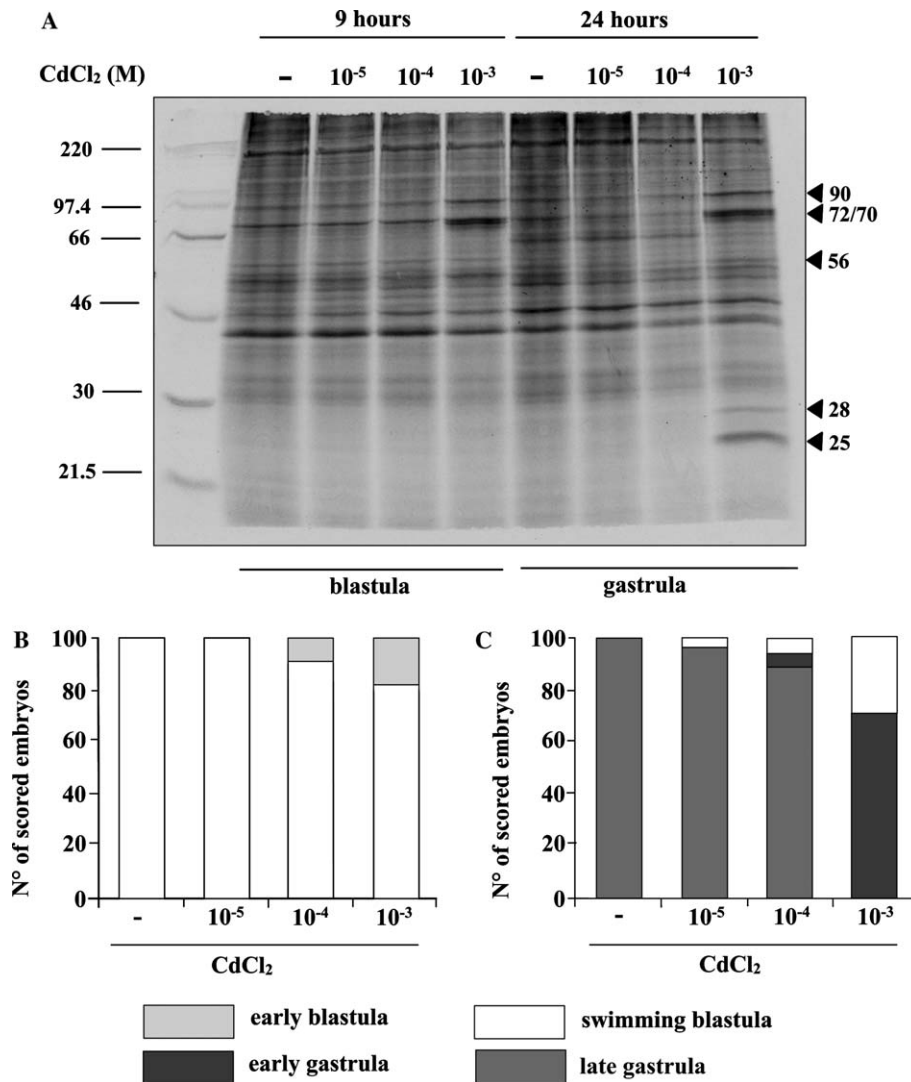 A
9 hours 24 hours
CdCl₂ (M) – 10⁻⁵ 10⁻⁴ 10⁻³ – 10⁻⁵ 10⁻⁴ 10⁻³
220
97.4
66
46
30
21.5
90
72/70
56
28
25
blastula gastrula
B
N° of scored embryos
100
80
60
40
20
0
- 10⁻⁵ 10⁻⁴ 10⁻³
CdCl₂
C
N° of scored embryos
100
80
60
40
20
0
- 10⁻⁵ 10⁻⁴ 10⁻³
CdCl₂
early blastula swimming blastula
early gastrula late gastrula